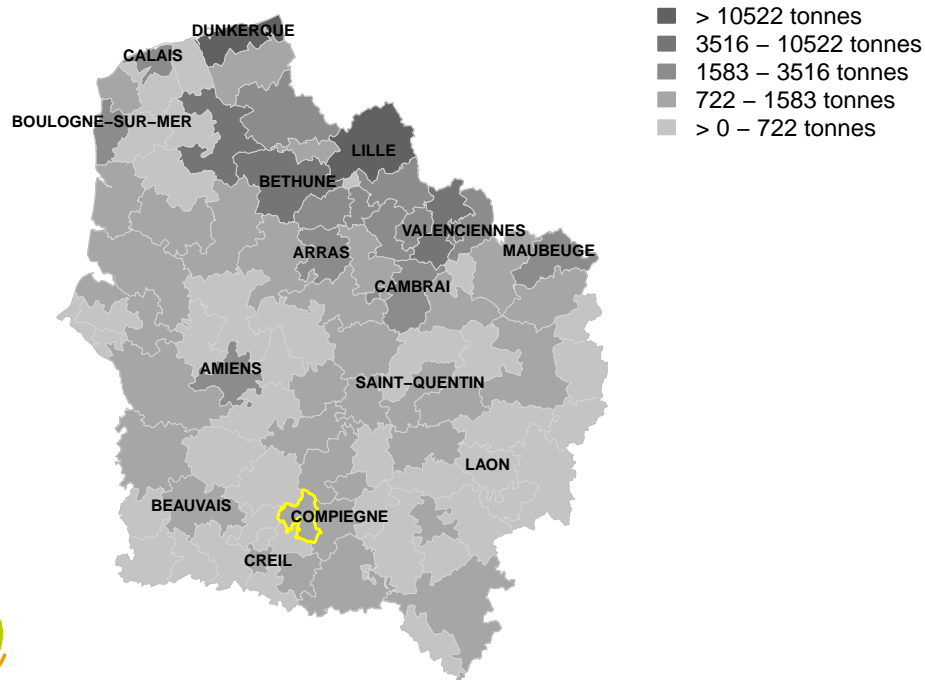 > 10522 tonnes
3516 – 10522 tonnes
1583 – 3516 tonnes
722 – 1583 tonnes
> 0 – 722 tonnes
DUNKERQUE
CALAIS
BOULOGNE–SUR–MER
LILLE
BETHUNE
VALENCIENNES
ARRAS
MAUBEUGE
CAMBRAI
AMIENS
SAINT–QUENTIN
LAON
BEAUVAIS
COMPIEGNE
CREIL